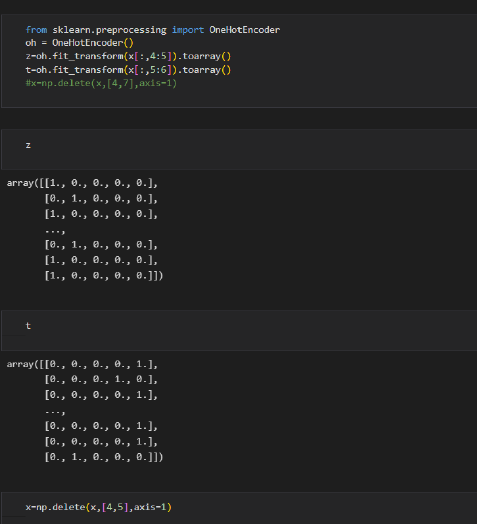 from sklearn.preprocessing import OneHotEncoder
oh = OneHotEncoder()
z=oh.fit_transform(x[:,4:5]).toarray()
t=oh.fit_transform(x[:,5:6]).toarray()
#x=np.delete(x,[4,7],axis=1)
z
array([[1., 0., 0., 0., 0.],
[0., 1., 0., 0., 0.],
[1., 0., 0., 0., 0.],
...,
[0., 1., 0., 0., 0.],
[1., 0., 0., 0., 0.],
[1., 0., 0., 0., 0.]])
t
array([[0., 0., 0., 0., 1.],
[0., 0., 0., 1., 0.],
[0., 0., 0., 0., 1.],
...,
[0., 0., 0., 0., 1.],
[0., 0., 0., 0., 1.],
[0., 1., 0., 0., 0.]])
x=np.delete(x,[4,5],axis=1)